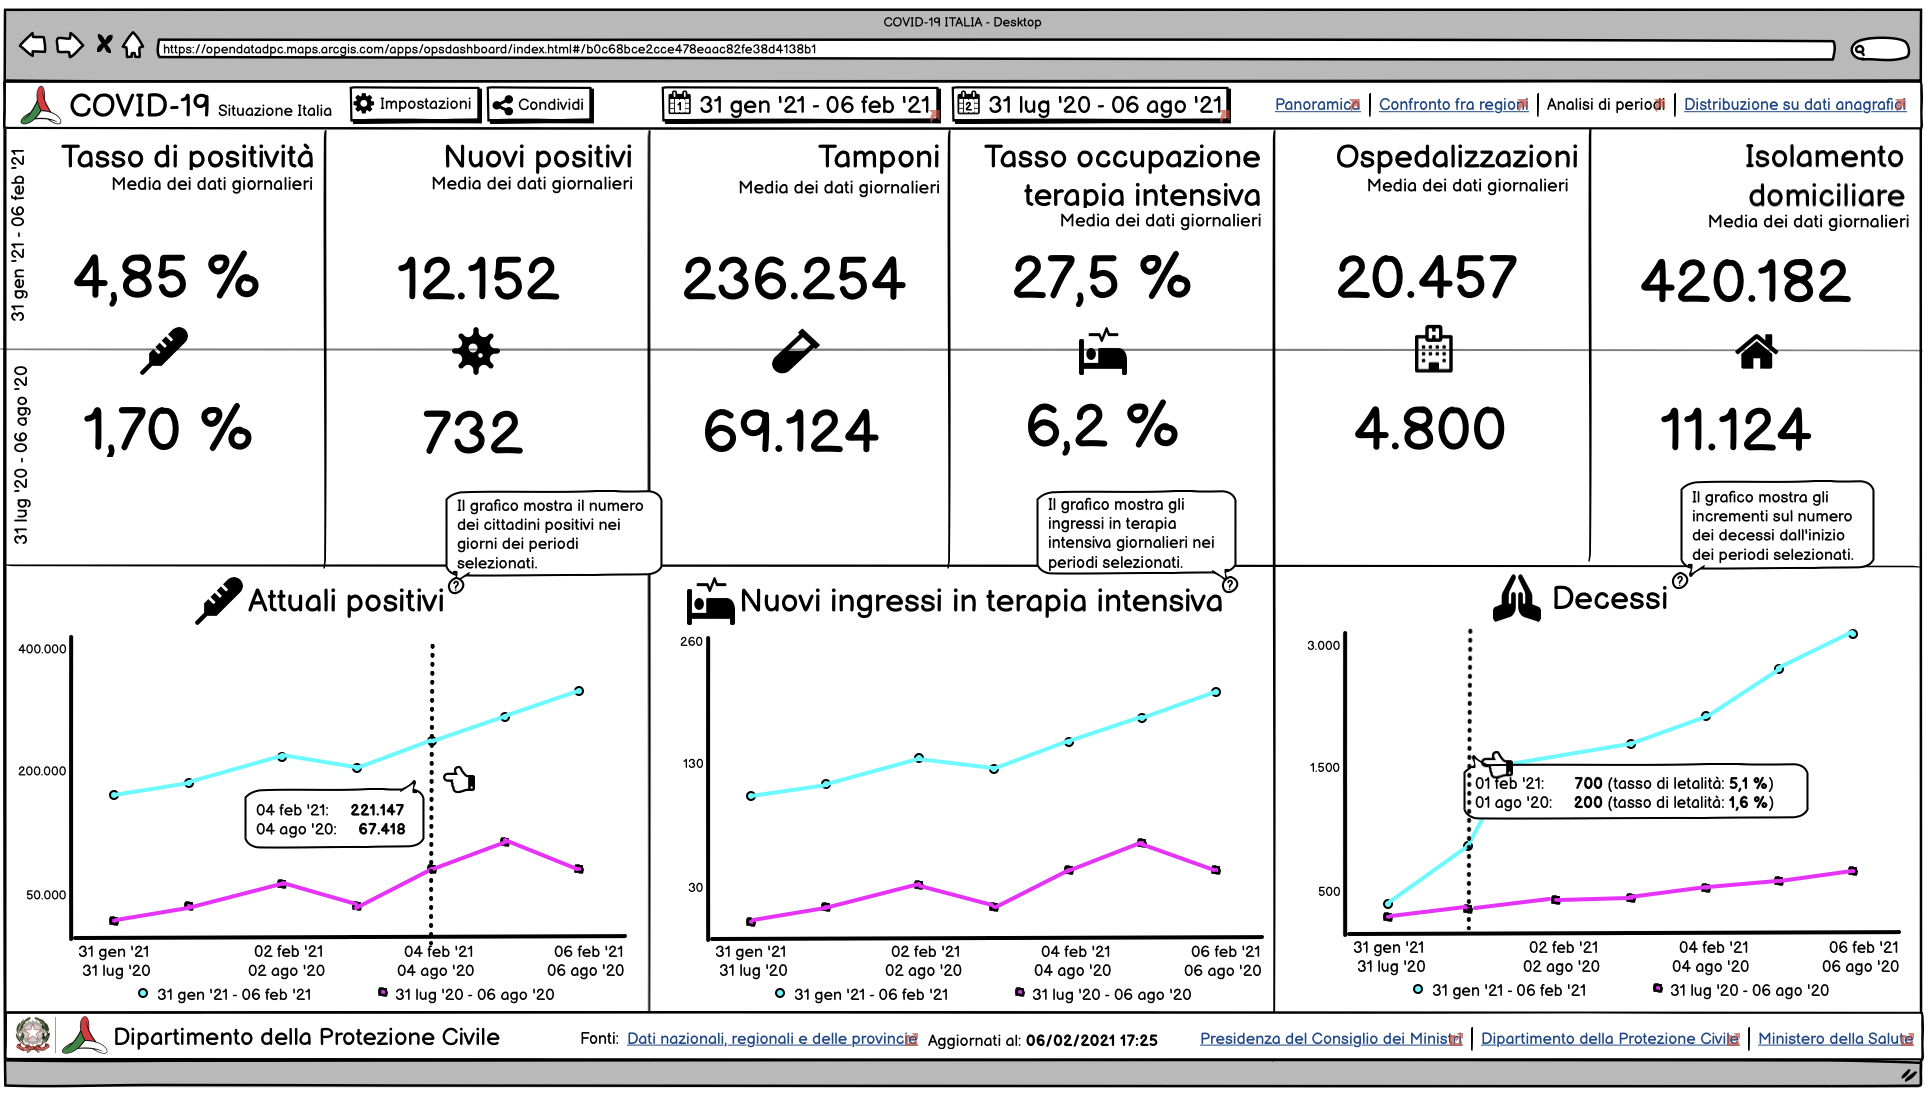 COVID-19 ITALIA - Desktop
https://opendatadpc.maps.arcgis.com/apps/opsdashboard/index.html#/b0c68bce2cce478eaac82fe38d4138b1
COVID-19 Situazione Italia
Impostazioni
Condividi
1 31 gen '21 - 06 feb '21
2 31 lug '20 - 06 ago '21
Panoramica
Confronto fra regioni
Analisi di periodi
Distribuzione su dati anagrafici
31 gen '21 - 06 feb '21
Tasso di positività
Media dei dati giornalieri
4,85 %
Nuovi positivi
Media dei dati giornalieri
12.152
Tamponi
Media dei dati giornalieri
236.254
Tasso occupazione
terapia intensiva
Media dei dati giornalieri
27,5 %
Ospedalizzazioni
Media dei dati giornalieri
20.457
Isolamento
domiciliare
Media dei dati giornalieri
420.182
H
31 lug '20 - 06 ago '20
1,70 %
732
69.124
6,2 %
4.800
11.124
Il grafico mostra il numero
dei cittadini positivi nei
giorni dei periodi
selezionati.
?
Attuali positivi
400.000
200.000
50.000
04 feb '21: 221.147
04 ago '20: 67.418
31 gen '21 02 feb '21 04 feb '21 06 feb '21
31 lug '20 02 ago '20 04 ago '20 06 ago '20
31 gen '21 - 06 feb '21 31 lug '20 - 06 ago '20
Il grafico mostra gli
ingressi in terapia
intensiva giornalieri nei
periodi selezionati.
?
Nuovi ingressi in terapia intensiva
260
130
30
31 gen '21 02 feb '21 04 feb '21 06 feb '21
31 lug '20 02 ago '20 04 ago '20 06 ago '20
31 gen '21 - 06 feb '21 31 lug '20 - 06 ago '20
Il grafico mostra gli
incrementi sul numero
dei decessi dall'inizio
dei periodi selezionati.
?
Decessi
3.000
1.500
500
01 feb '21: 700 (tasso di letalità: 5,1 %)
01 ago '20: 200 (tasso di letalità: 1,6 %)
31 gen '21 02 feb '21 04 feb '21 06 feb '21
31 lug '20 02 ago '20 04 ago '20 06 ago '20
31 gen '21 - 06 feb '21 31 lug '20 - 06 ago '20
Dipartimento della Protezione Civile
Fonti: Dati nazionali, regionali e delle provincie
Aggiornati al: 06/02/2021 17:25
Presidenza del Consiglio dei Ministri
Dipartimento della Protezione Civile
Ministero della Salute